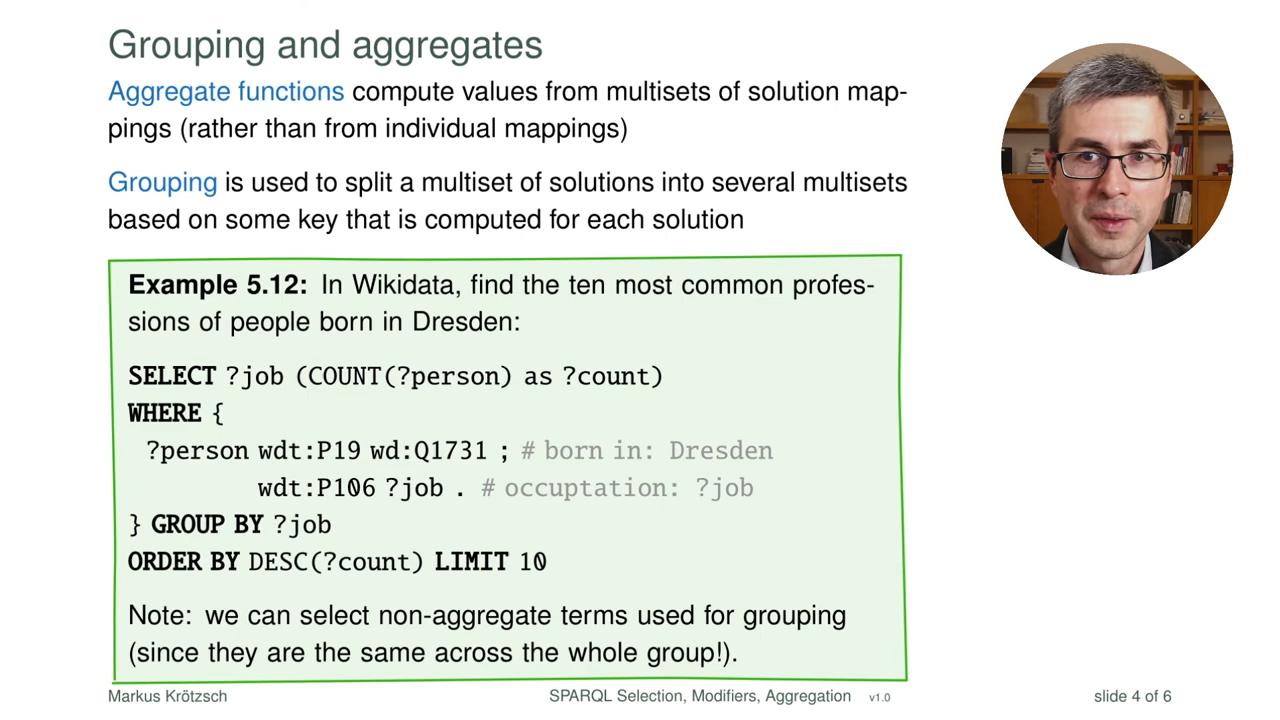 Grouping and aggregates
Aggregate functions compute values from multisets of solution map-
pings (rather than from individual mappings)
Grouping is used to split a multiset of solutions into several multisets
based on some key that is computed for each solution
Example 5.12: In Wikidata, find the ten most common profes-
sions of people born in Dresden:
SELECT ?job (COUNT(?person) as ?count)
WHERE {
?person wdt:P19 wd:Q1731 ; # born in: Dresden
wdt:P106 ?job . # occuptation: ?job
} GROUP BY ?job
ORDER BY DESC(?count) LIMIT 10
Note: we can select non-aggregate terms used for grouping
(since they are the same across the whole group!).
Markus Krötzsch SPARQL Selection, Modifiers, Aggregation v1.0 slide 4 of 6